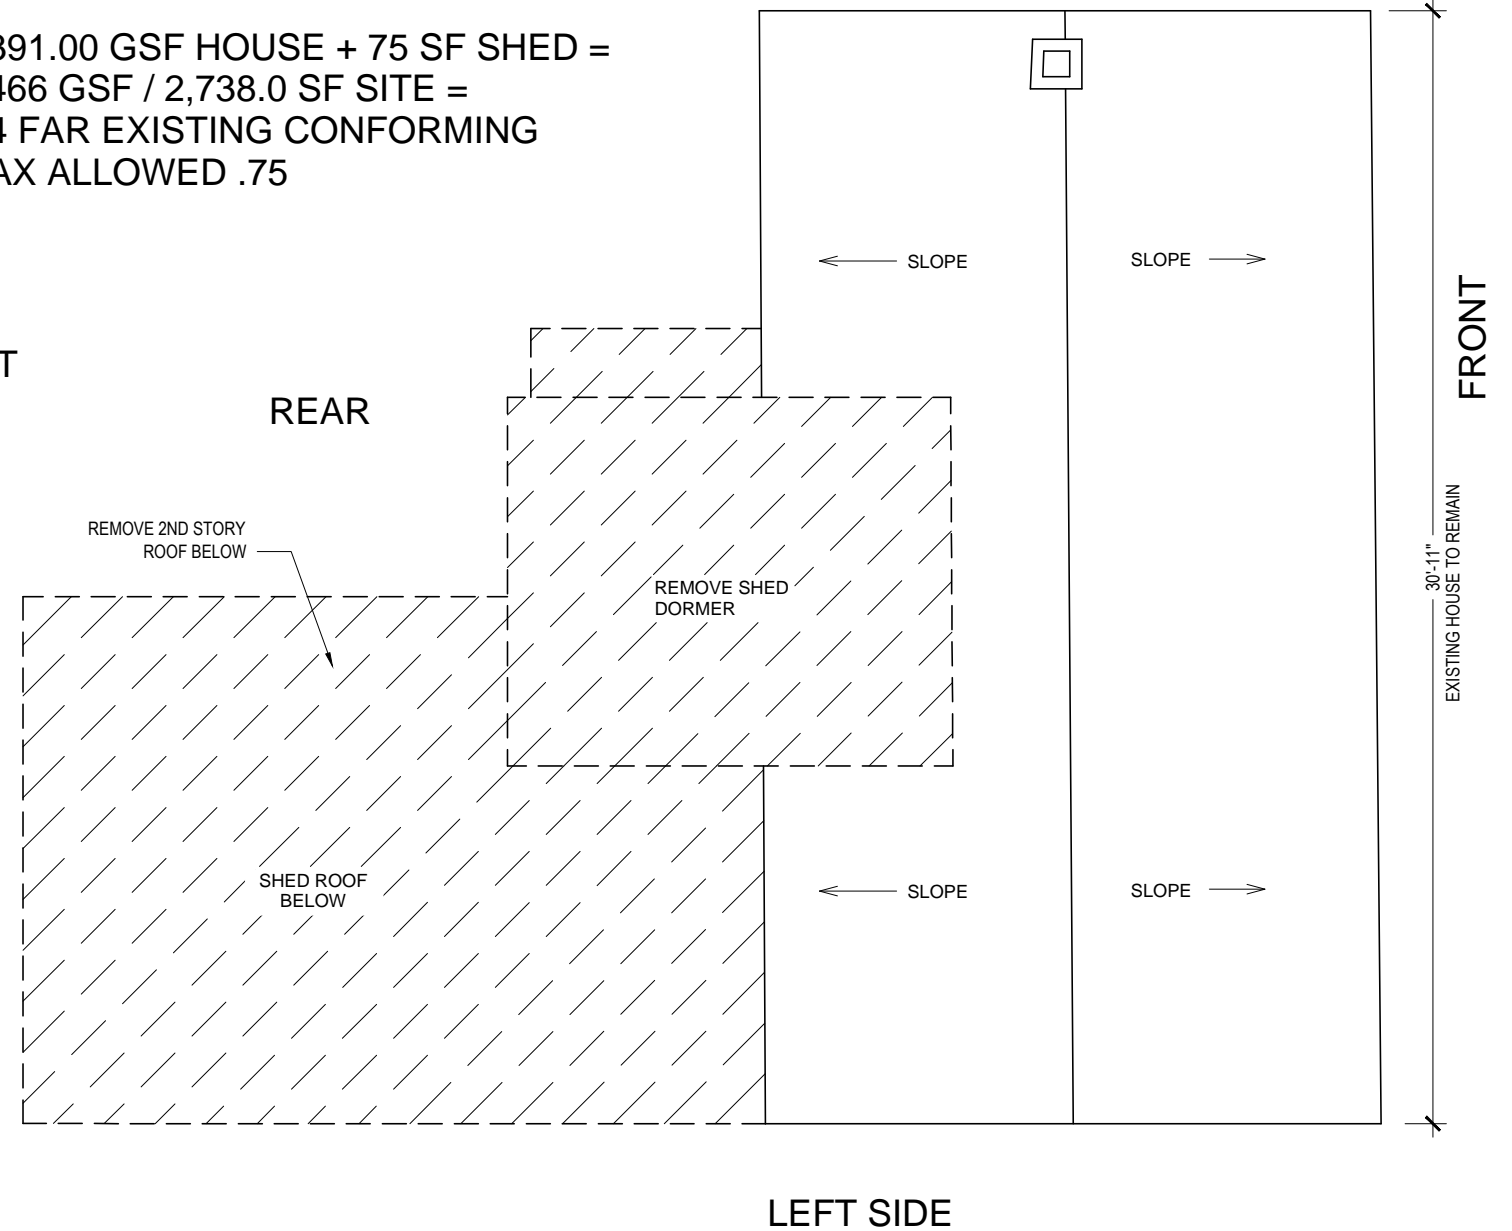 391.00 GSF HOUSE + 75 SF SHED =
466 GSF / 2,738.0 SF SITE =
4 FAR EXISTING CONFORMING
AX ALLOWED .75
SLOPE
SLOPE
FRONT
T
REAR
REMOVE 2ND STORY
ROOF BELOW
REMOVE SHED
DORMER
30'-11"
EXISTING HOUSE TO REMAIN
SHED ROOF
BELOW
SLOPE
SLOPE
LEFT SIDE